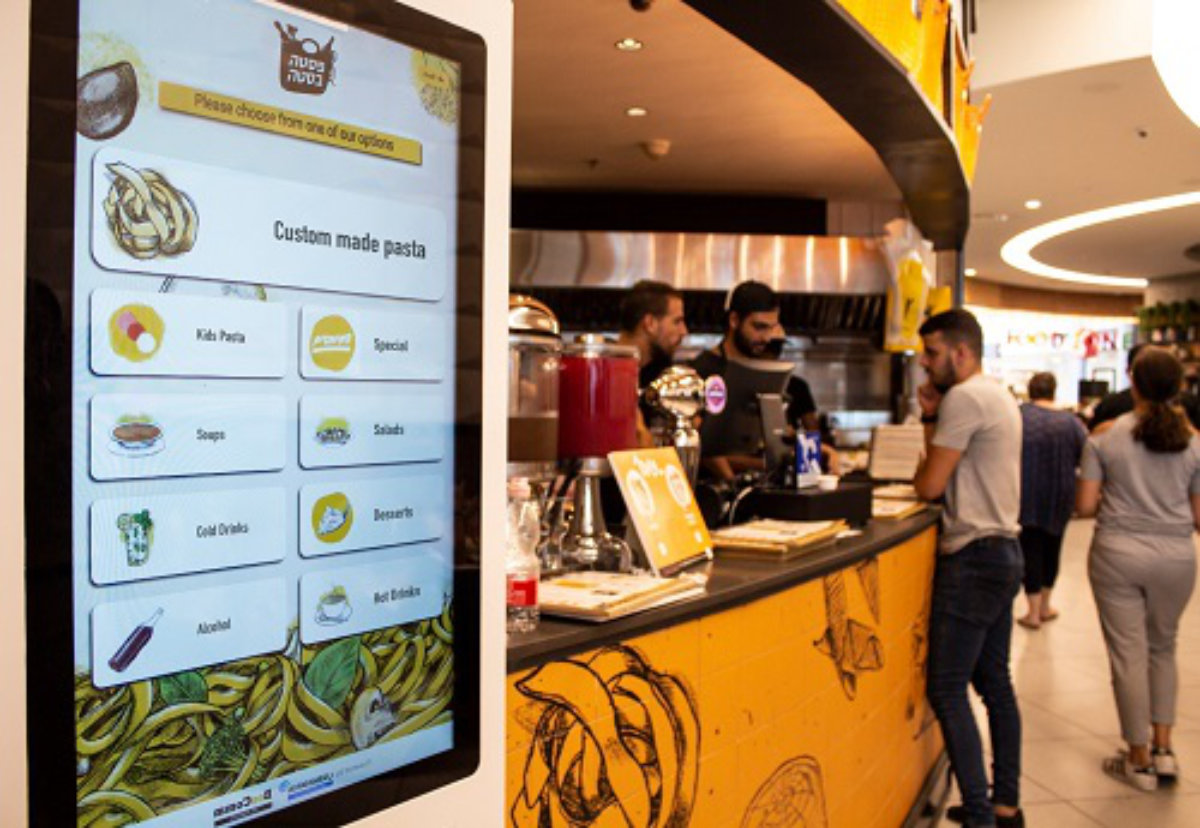 פסטה
בסטה
Please choose from one of our options
Custom made pasta
Kids Pasta
Special
Soups
Salads
Cold Drinks
Desserts
Alcohol
Hot Drinks